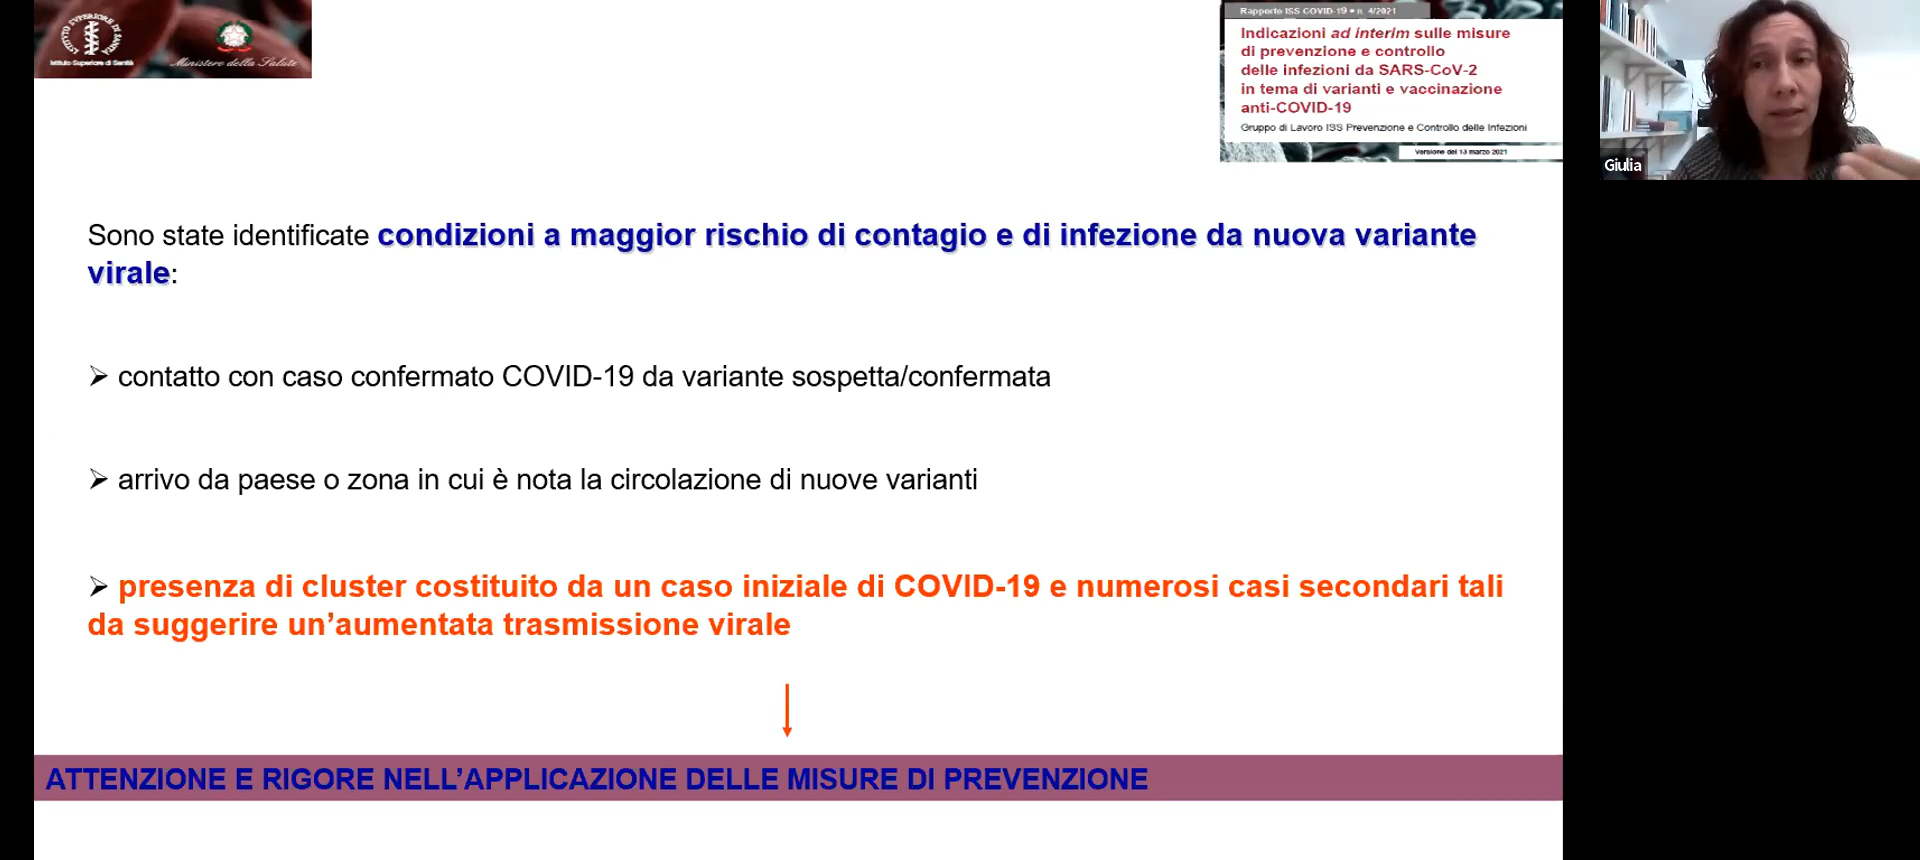 ISTITUTO SUPERIORE DI SANITÀ
Istituto Superiore di Sanità
Ministero della Salute
Rapporto ISS COVID-19 • n. 4/2021
Indicazioni ad interim sulle misure
di prevenzione e controllo
delle infezioni da SARS-CoV-2
in tema di varianti e vaccinazione
anti-COVID-19
Gruppo di Lavoro ISS Prevenzione e Controllo delle Infezioni
Versione del 13 marzo 2021
Giulia
Sono state identificate condizioni a maggior rischio di contagio e di infezione da nuova variante
virale:
➢ contatto con caso confermato COVID-19 da variante sospetta/confermata
➢ arrivo da paese o zona in cui è nota la circolazione di nuove varianti
➢ presenza di cluster costituito da un caso iniziale di COVID-19 e numerosi casi secondari tali
da suggerire un’aumentata trasmissione virale
ATTENZIONE E RIGORE NELL’APPLICAZIONE DELLE MISURE DI PREVENZIONE